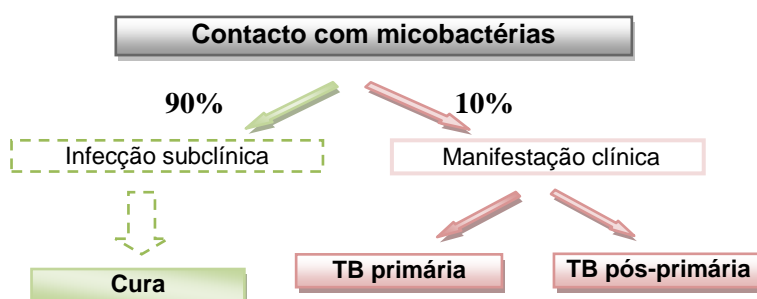 Contacto com micobactérias
90%
10%
Infecção subclínica
Manifestação clínica
Cura
TB primária
TB pós-primária